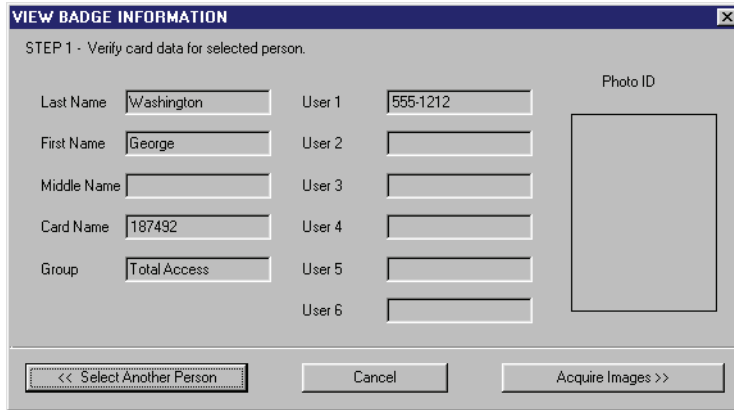 VIEW BADGE INFORMATION
STEP 1 - Verify card data for selected person.
Photo ID
Last Name Washington User 1 555-1212
First Name George User 2
Middle Name User 3
Card Name 187492 User 4
Group Total Access User 5
User 6
<< Select Another Person Cancel Acquire Images >>